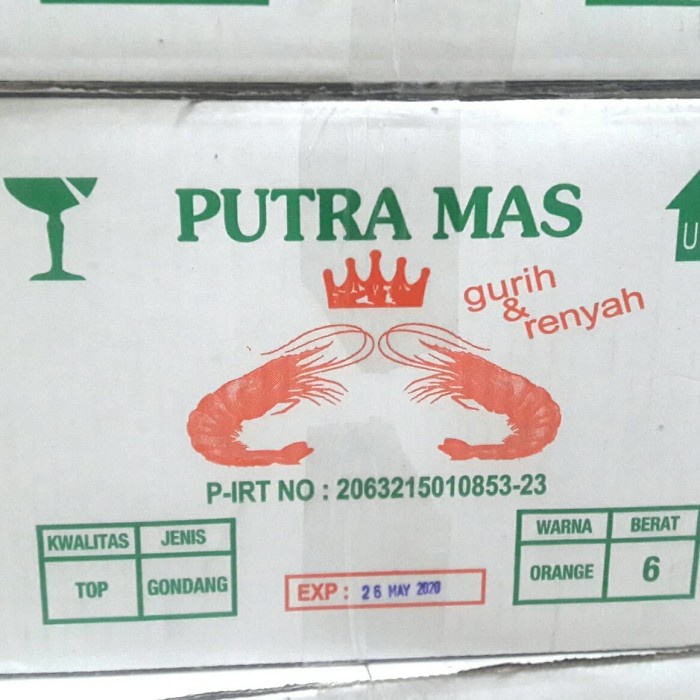 PUTRA MAS
gurih
&
renyah
P-IRT NO : 2063215010853-23
KWALITAS JENIS
TOP GONDANG
EXP : 26 MAY 2020
WARNA BERAT
ORANGE 6